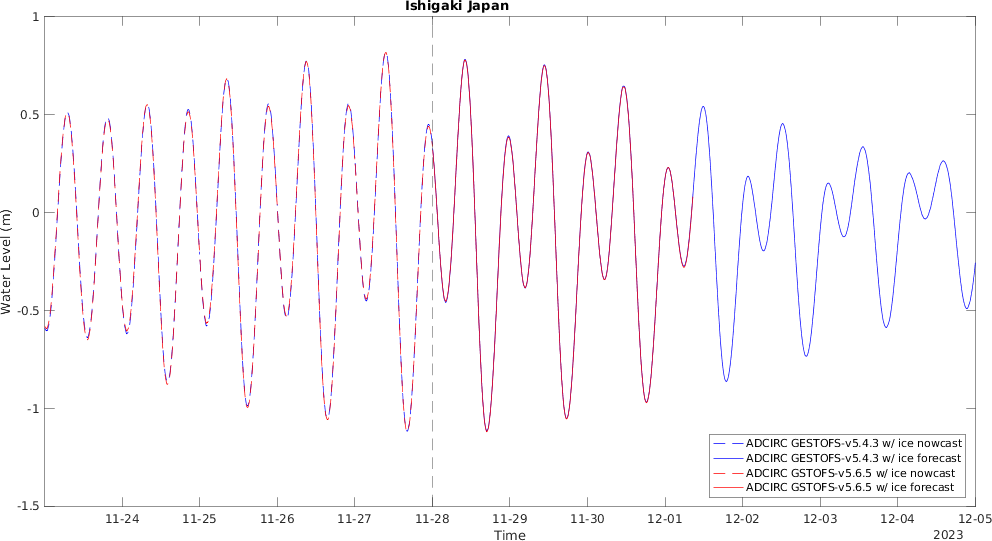 Ishigaki Japan
1
0.5
0
-0.5
-1
-1.5
Water Level (m)
11-24 11-25 11-26 11-27 11-28 11-29 11-30 12-01 12-02 12-03 12-04 12-05
Time
2023
ADCIRC GESTOFS-v5.4.3 w/ ice nowcast
ADCIRC GESTOFS-v5.4.3 w/ ice forecast
ADCIRC GSTOFS-v5.6.5 w/ ice nowcast
ADCIRC GSTOFS-v5.6.5 w/ ice forecast